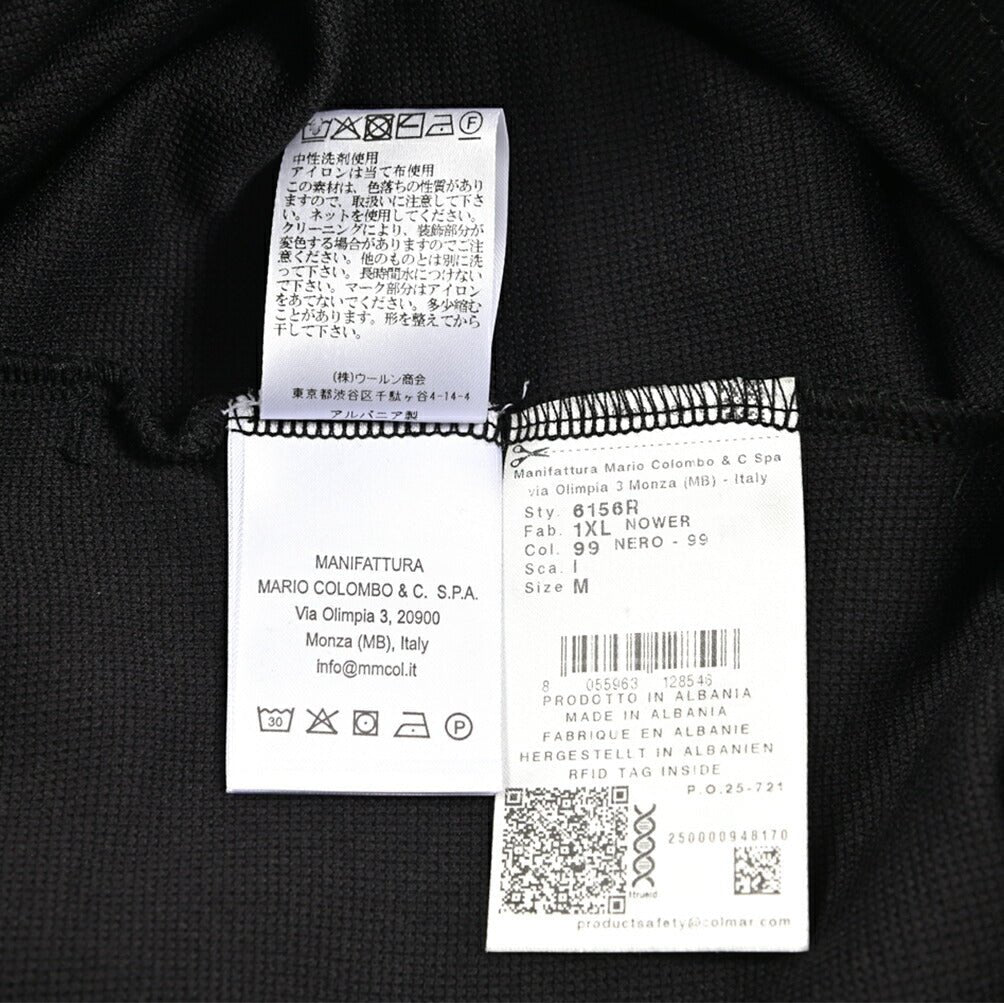 中性洗剤使用
アイロンは当て布使用
この素材は、色落ちの性質があり
ますので、取扱いに注意して下さ
い。ネットを使用してください。
クリーニングにより、装飾部分が
変色する場合がありますのでご注
意ください。他のものとは別に洗
って下さい。長時間水につけない
で下さい。マーク部分はアイロン
をあてないでください。多少縮む
ことがあります。形を整えてから
干して下さい。
(株)ウールン商会
東京都渋谷区千駄ヶ谷4-14-4
アルバニア製
MANIFATTURA
MARIO COLOMBO & C. S.P.A.
Via Olimpia 3, 20900
Monza (MB), Italy
info@mmcol.it
30
P
F
Manifattura Mario Colombo & C Spa
via Olimpia 3 Monza (MB) - Italy
Sty. 6156R
Fab. 1XL NOWER
Col. 99 NERO - 99
Sca. I
Size M
8 055963 128546
PRODOTTO IN ALBANIA
MADE IN ALBANIA
FABRIQUE EN ALBANIE
HERGESTELLT IN ALBANIEN
RFID TAG INSIDE
P.O.25-721
250000948170
1trueid
productsafety@colmar.com